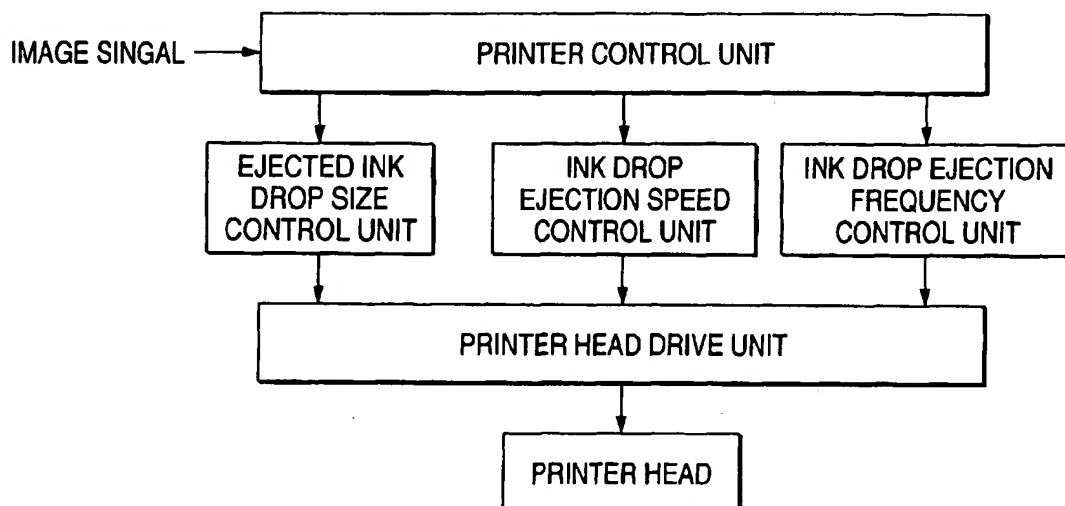 IMAGE SINGAL
PRINTER CONTROL UNIT
EJECTED INK
DROP SIZE
CONTROL UNIT
INK DROP
EJECTION SPEED
CONTROL UNIT
INK DROP EJECTION
FREQUENCY
CONTROL UNIT
PRINTER HEAD DRIVE UNIT
PRINTER HEAD